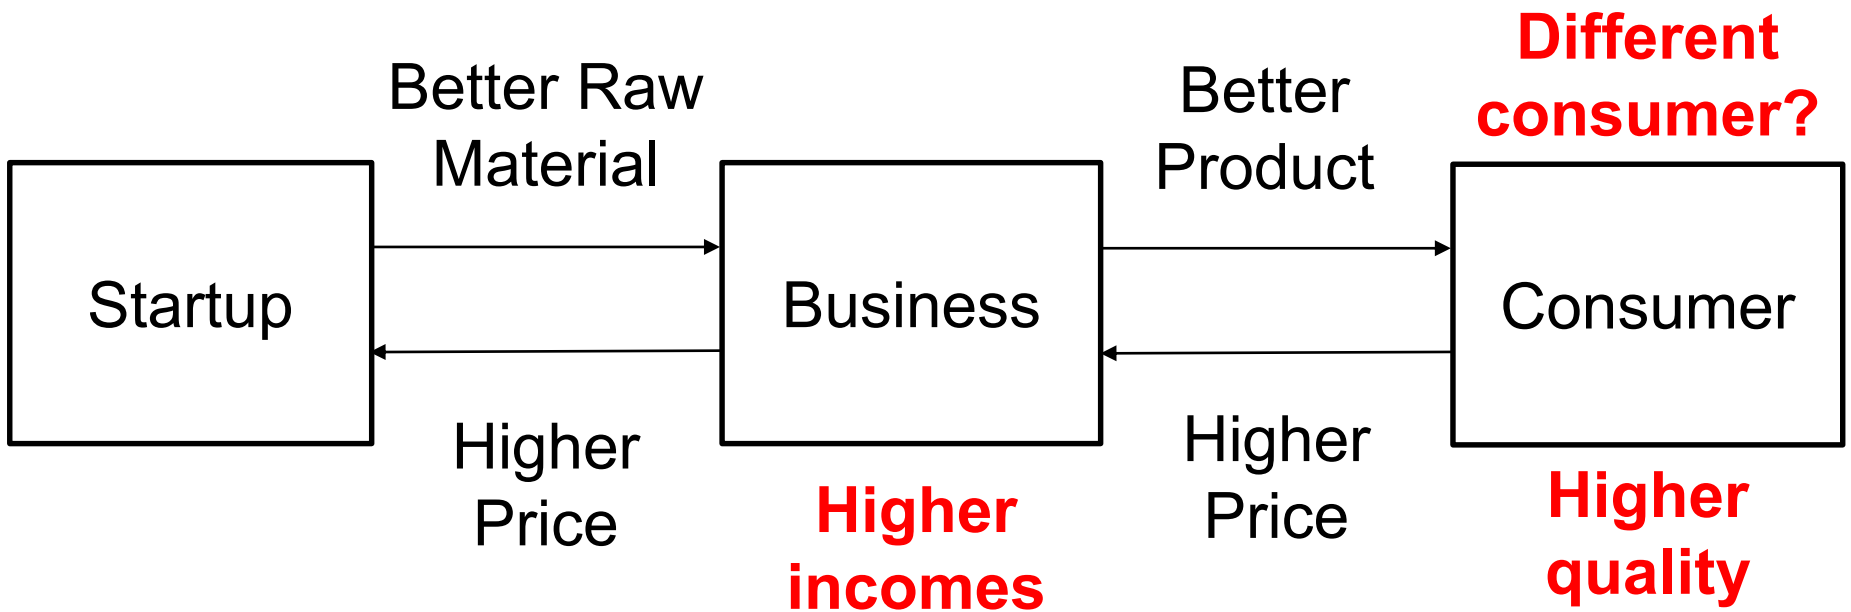 Different
consumer?
Better Raw
Material
Better
Product
Startup
Business
Consumer
Higher
Price
Higher
incomes
Higher
Price
Higher
quality